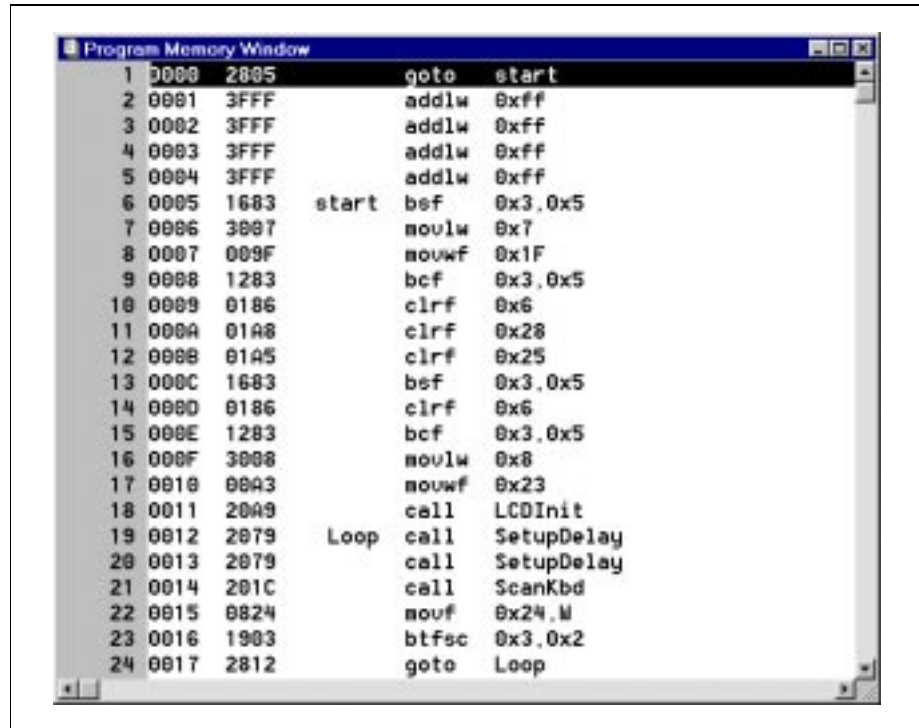 Program Memory Window
1 0000 2805 goto start
2 0001 3FFF addlw 0xff
3 0002 3FFF addlw 0xff
4 0003 3FFF addlw 0xff
5 0004 3FFF addlw 0xff
6 0005 1683 start bsf 0x3,0x5
7 0006 3007 movlw 0x7
8 0007 009F movwf 0x1F
9 0008 1283 bcf 0x3,0x5
10 0009 0186 clrf 0x6
11 000A 01A8 clrf 0x28
12 000B 01A5 clrf 0x25
13 000C 1683 bsf 0x3,0x5
14 000D 0186 clrf 0x6
15 000E 1283 bcf 0x3,0x5
16 000F 3008 movlw 0x8
17 0010 00A3 movwf 0x23
18 0011 20A9 call LCDInit
19 0012 2079 Loop call SetupDelay
20 0013 2079 call SetupDelay
21 0014 201C call ScanKbd
22 0015 0824 movf 0x24,W
23 0016 1903 btfsc 0x3,0x2
24 0017 2812 goto Loop